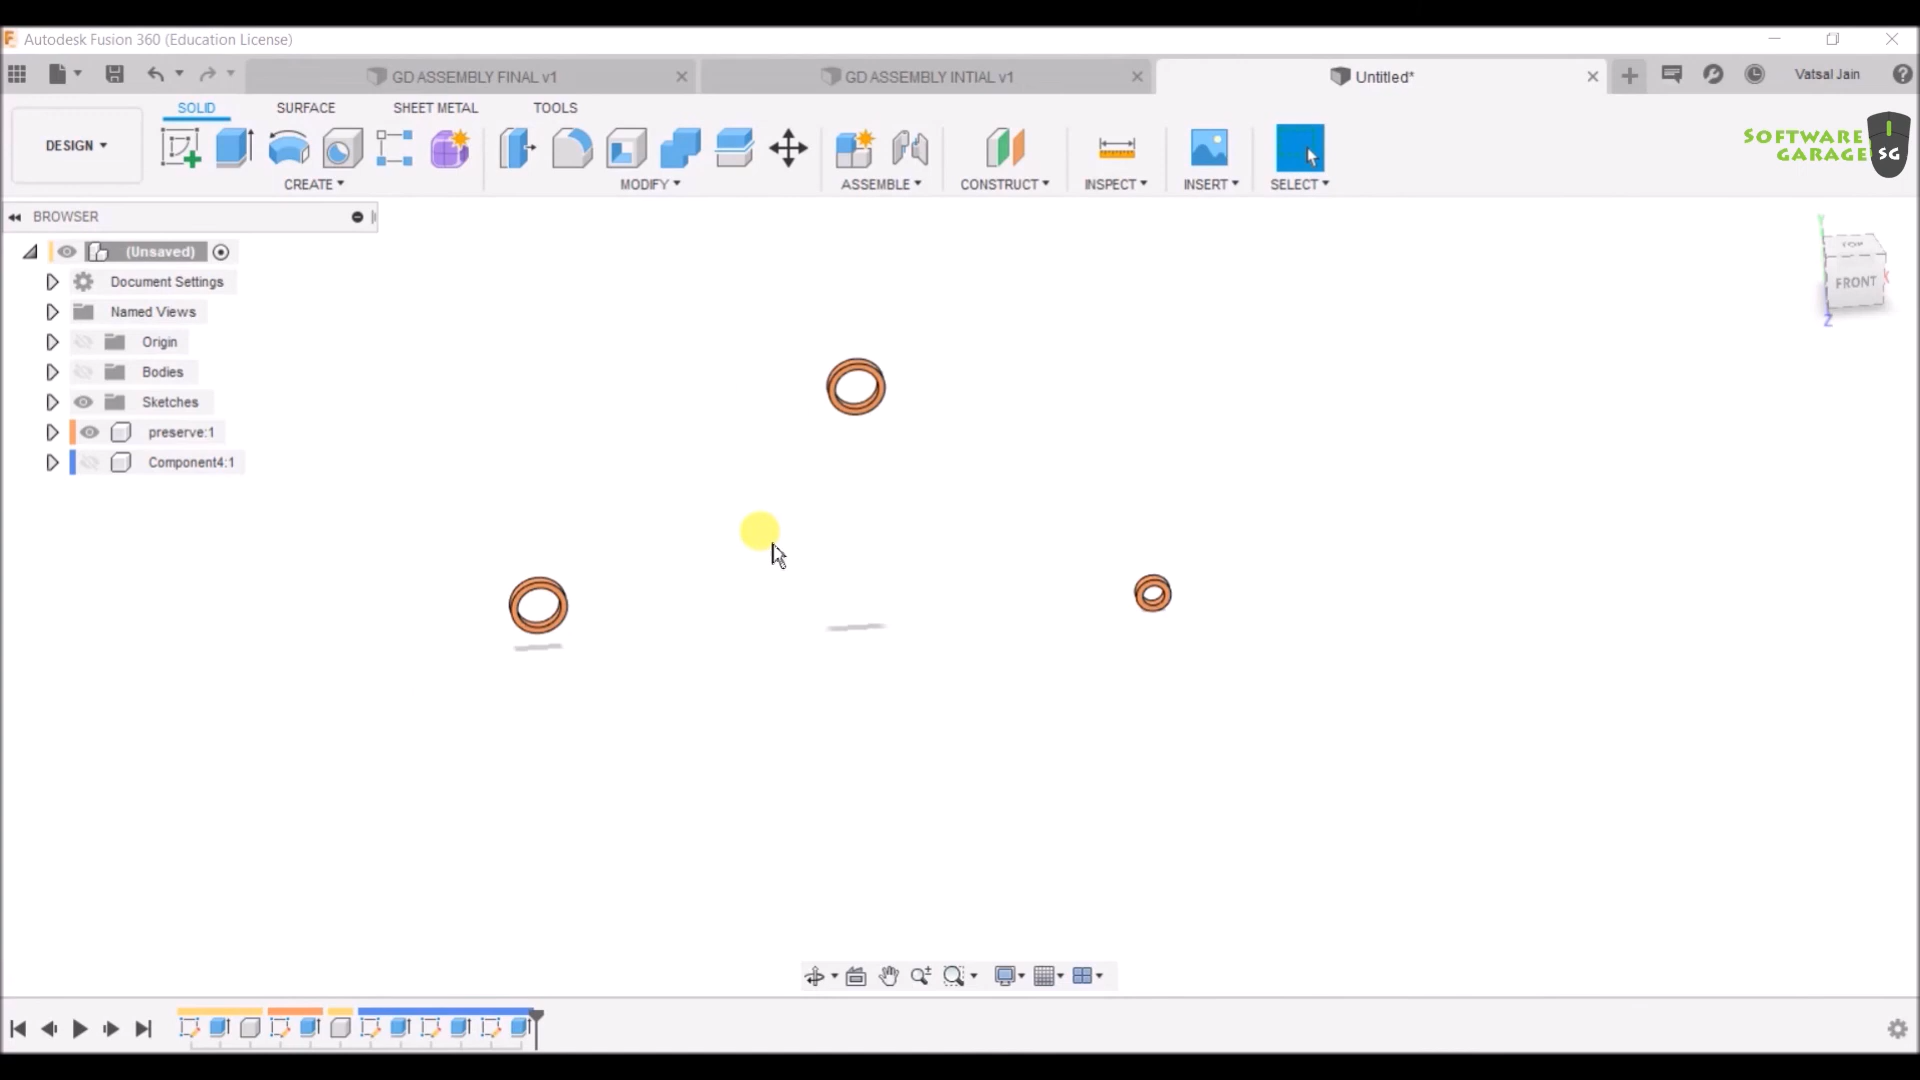 Autodesk Fusion 360 (Education License)
GD ASSEMBLY FINAL v1
GD ASSEMBLY INTIAL v1
Untitled*
Vatsal Jain
SOLID
SURFACE
SHEET METAL
TOOLS
DESIGN
CREATE
MODIFY
ASSEMBLE
CONSTRUCT
INSPECT
INSERT
SELECT
SOFTWARE
GARAGE
SG
BROWSER
(Unsaved)
Document Settings
Named Views
Origin
Bodies
Sketches
preserve:1
Component4:1
Y
TOP
FRONT
X
Z